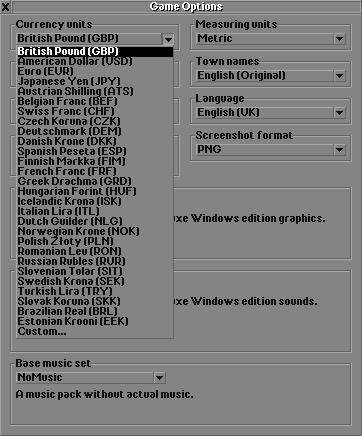 Game Options
Currency units
British Pound (GBP)
Measuring units
Metric
British Pound (GBP)
American Dollar (USD)
Euro (EUR)
Japanese Yen (JPY)
Austrian Shilling (ATS)
Belgian Franc (BEF)
Swiss Franc (CHF)
Czech Koruna (CZK)
Deutschmark (DEM)
Danish Krone (DKK)
Spanish Peseta (ESP)
Finnish Markka (FIM)
French Franc (FRF)
Greek Drachma (GRD)
Hungarian Forint (HUF)
Icelandic Krona (ISK)
Italian Lira (ITL)
Dutch Guilder (NLG)
Norwegian Krone (NOK)
Polish Złoty (PLN)
Romanian Leu (RON)
Russian Rubles (RUR)
Slovenian Tolar (SIT)
Swedish Krona (SEK)
Turkish Lira (TRY)
Slovak Koruna (SKK)
Brazilian Real (BRL)
Estonian Krooni (EEK)
Custom...
Town names
English (Original)
Language
English (UK)
Screenshot format
PNG
uxe Windows edition graphics.
uxe Windows edition sounds.
Base music set
NoMusic
A music pack without actual music.